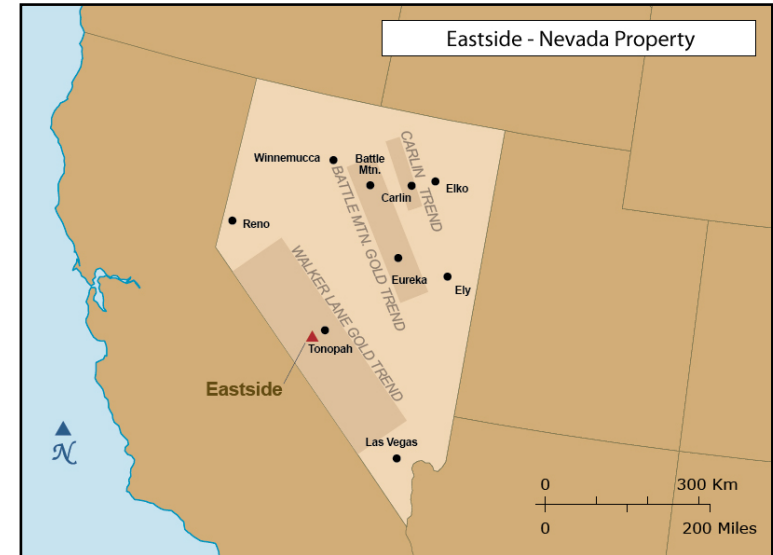 Eastside - Nevada Property
Winnemucca
Battle
Mtn.
CARLIN TREND
Carlin
Elko
BATTLE MTN. GOLD TREND
Reno
WALKER LANE GOLD TREND
Eureka
Ely
Tonopah
Eastside
Las Vegas
N
0
300 Km
0
200 Miles